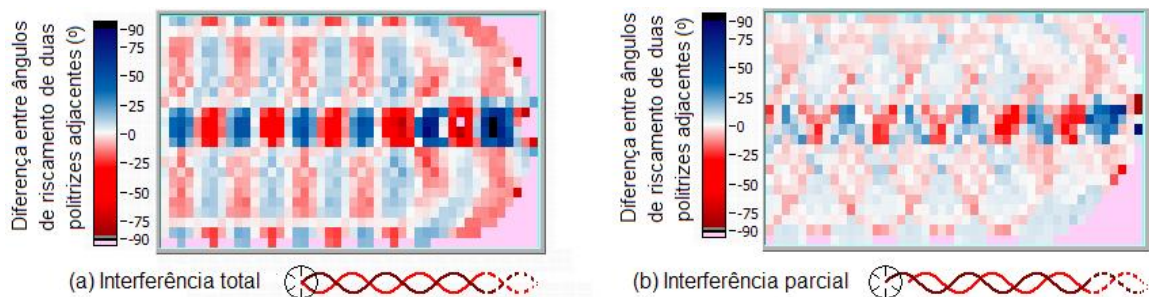 Diferença entre ângulos
de riscamento de duas
politrizes adjacentes (º)
90
75
50
25
0
-25
-50
-75
-90
(a) Interferência total
Diferença entre ângulos
de riscamento de duas
politrizes adjacentes (º)
90
75
50
25
0
-25
-50
-75
-90
(b) Interferência parcial